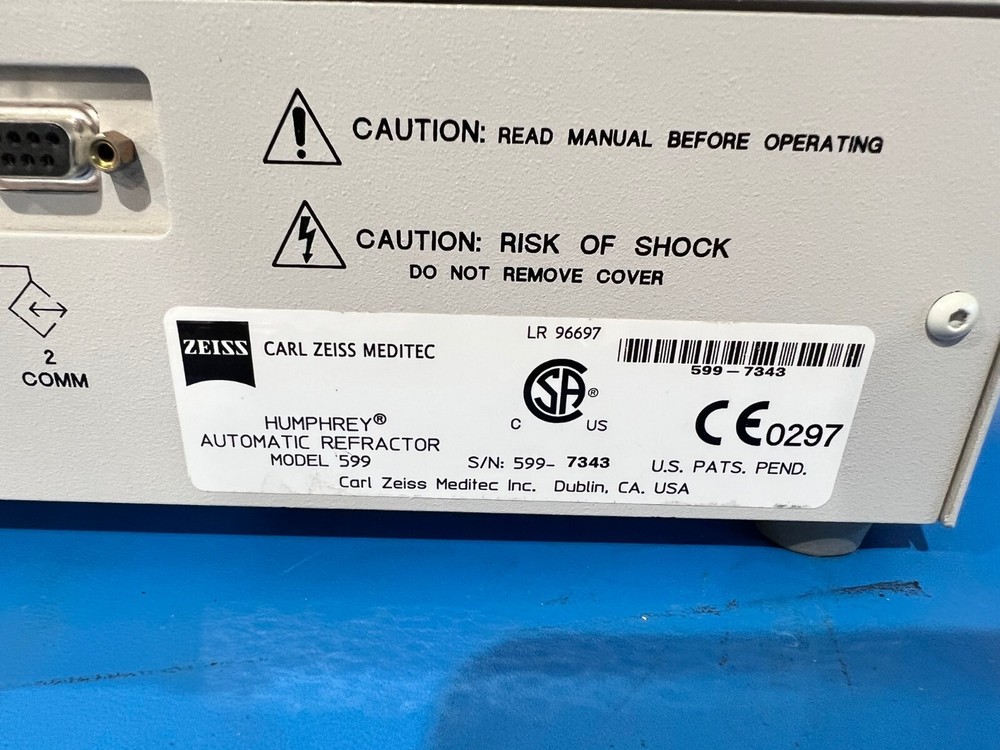 CAUTION: READ MANUAL BEFORE OPERATING
CAUTION: RISK OF SHOCK
DO NOT REMOVE COVER
2
COMM
ZEISS CARL ZEISS MEDITEC
LR 96697
599-7343
CSA®
C US
CE0297
HUMPHREY®
AUTOMATIC REFRACTOR
MODEL 599
S/N: 599- 7343
U.S. PATS. PEND.
Carl Zeiss Meditec Inc. Dublin, CA. USA